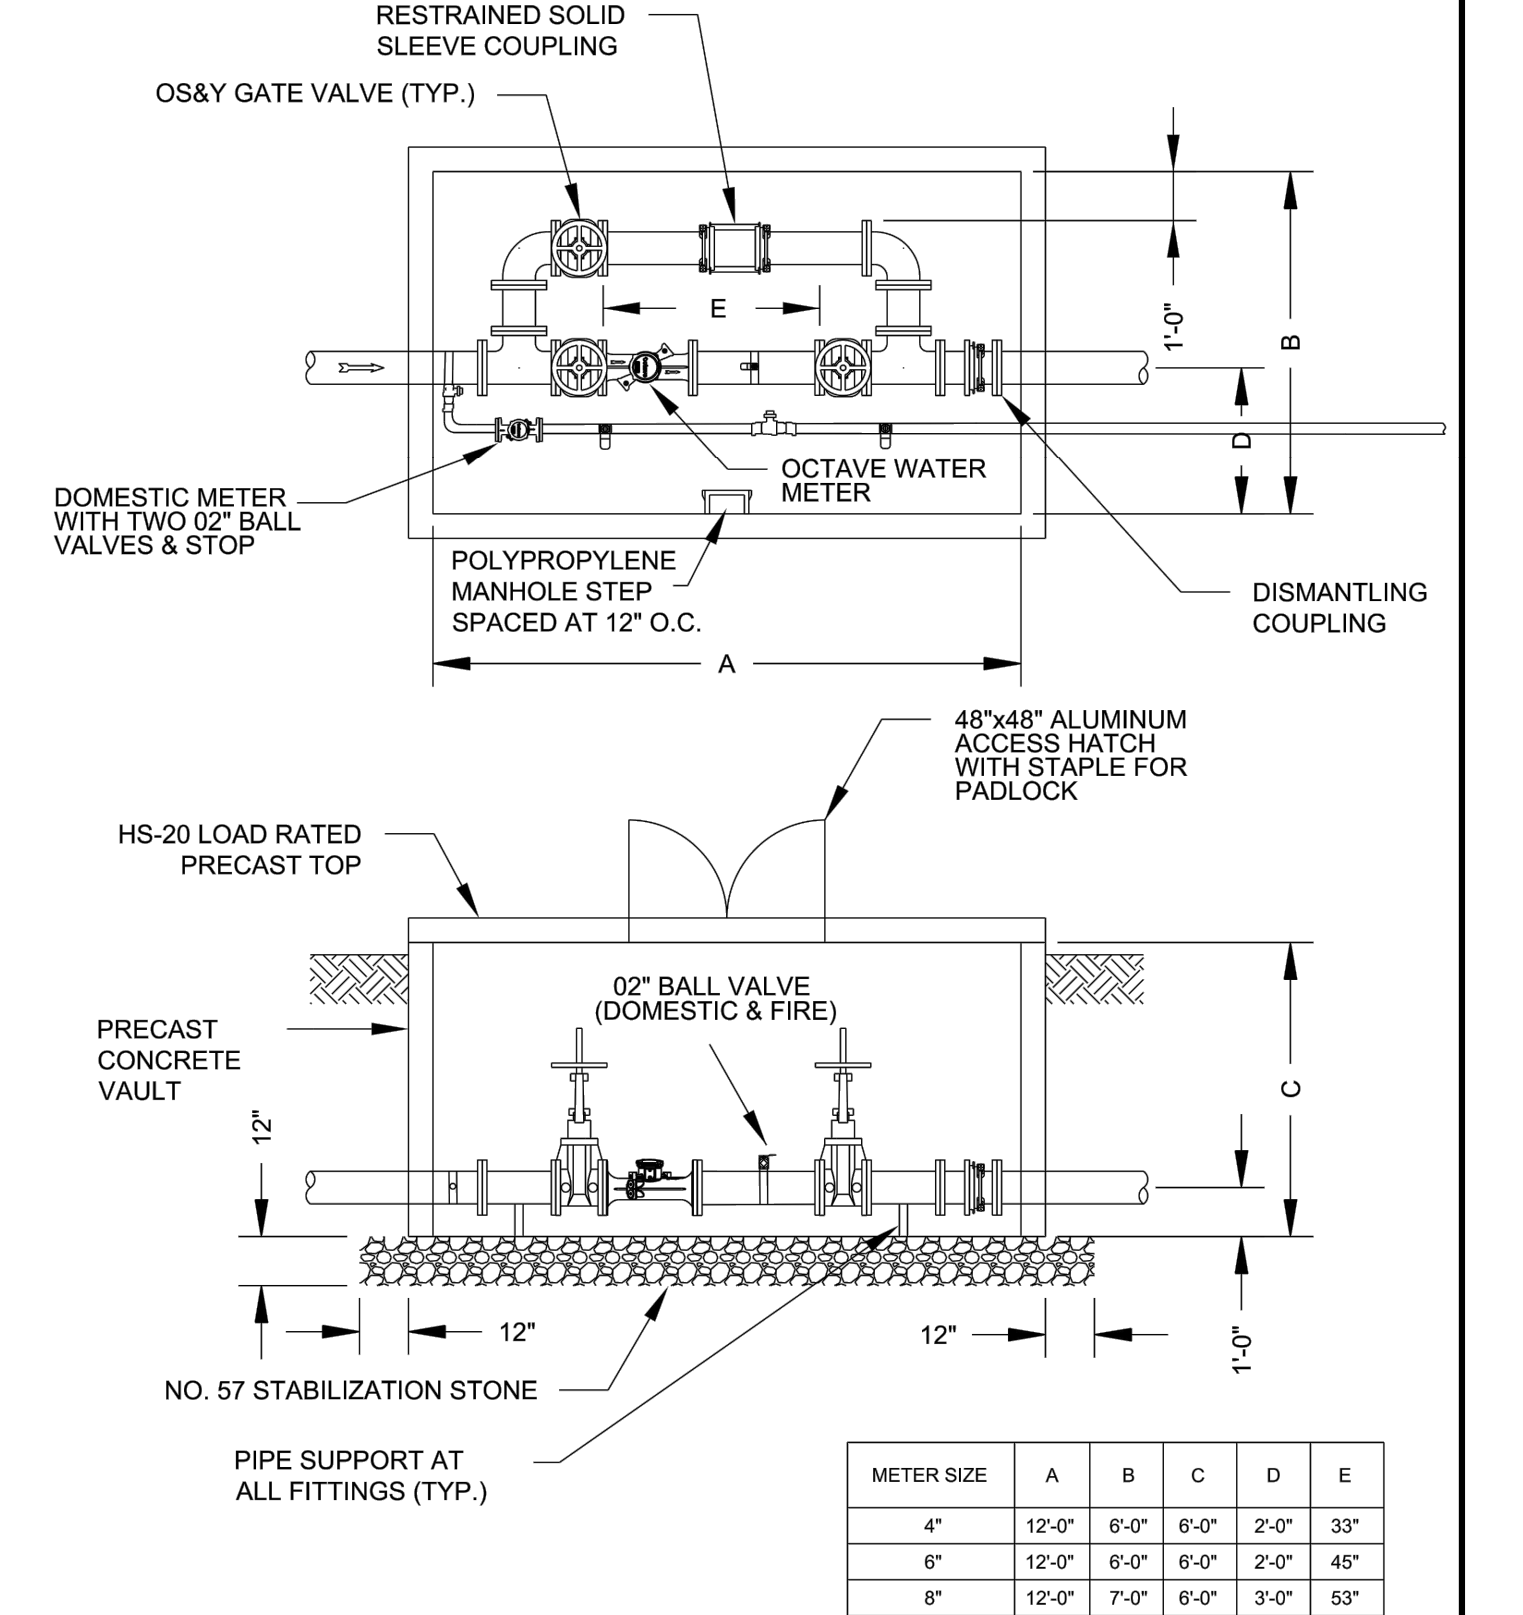 RESTRAINED SOLID
SLEEVE COUPLING
OS&Y GATE VALVE (TYP.)
E
1'-0"
B
D
OCTAVE WATER
METER
DOMESTIC METER
WITH TWO 02" BALL
VALVES & STOP
POLYPROPYLENE
MANHOLE STEP
SPACED AT 12" O.C.
DISMANTLING
COUPLING
A
48"x48" ALUMINUM
ACCESS HATCH
WITH STAPLE FOR
PADLOCK
HS-20 LOAD RATED
PRECAST TOP
02" BALL VALVE
(DOMESTIC & FIRE)
PRECAST
CONCRETE
VAULT
C
12"
12"
12"
1'-0"
NO. 57 STABILIZATION STONE
PIPE SUPPORT AT
ALL FITTINGS (TYP.)
METER SIZE A B C D E
4" 12'-0" 6'-0" 6'-0" 2'-0" 33"
6" 12'-0" 6'-0" 6'-0" 2'-0" 45"
8" 12'-0" 7'-0" 6'-0" 3'-0" 53"